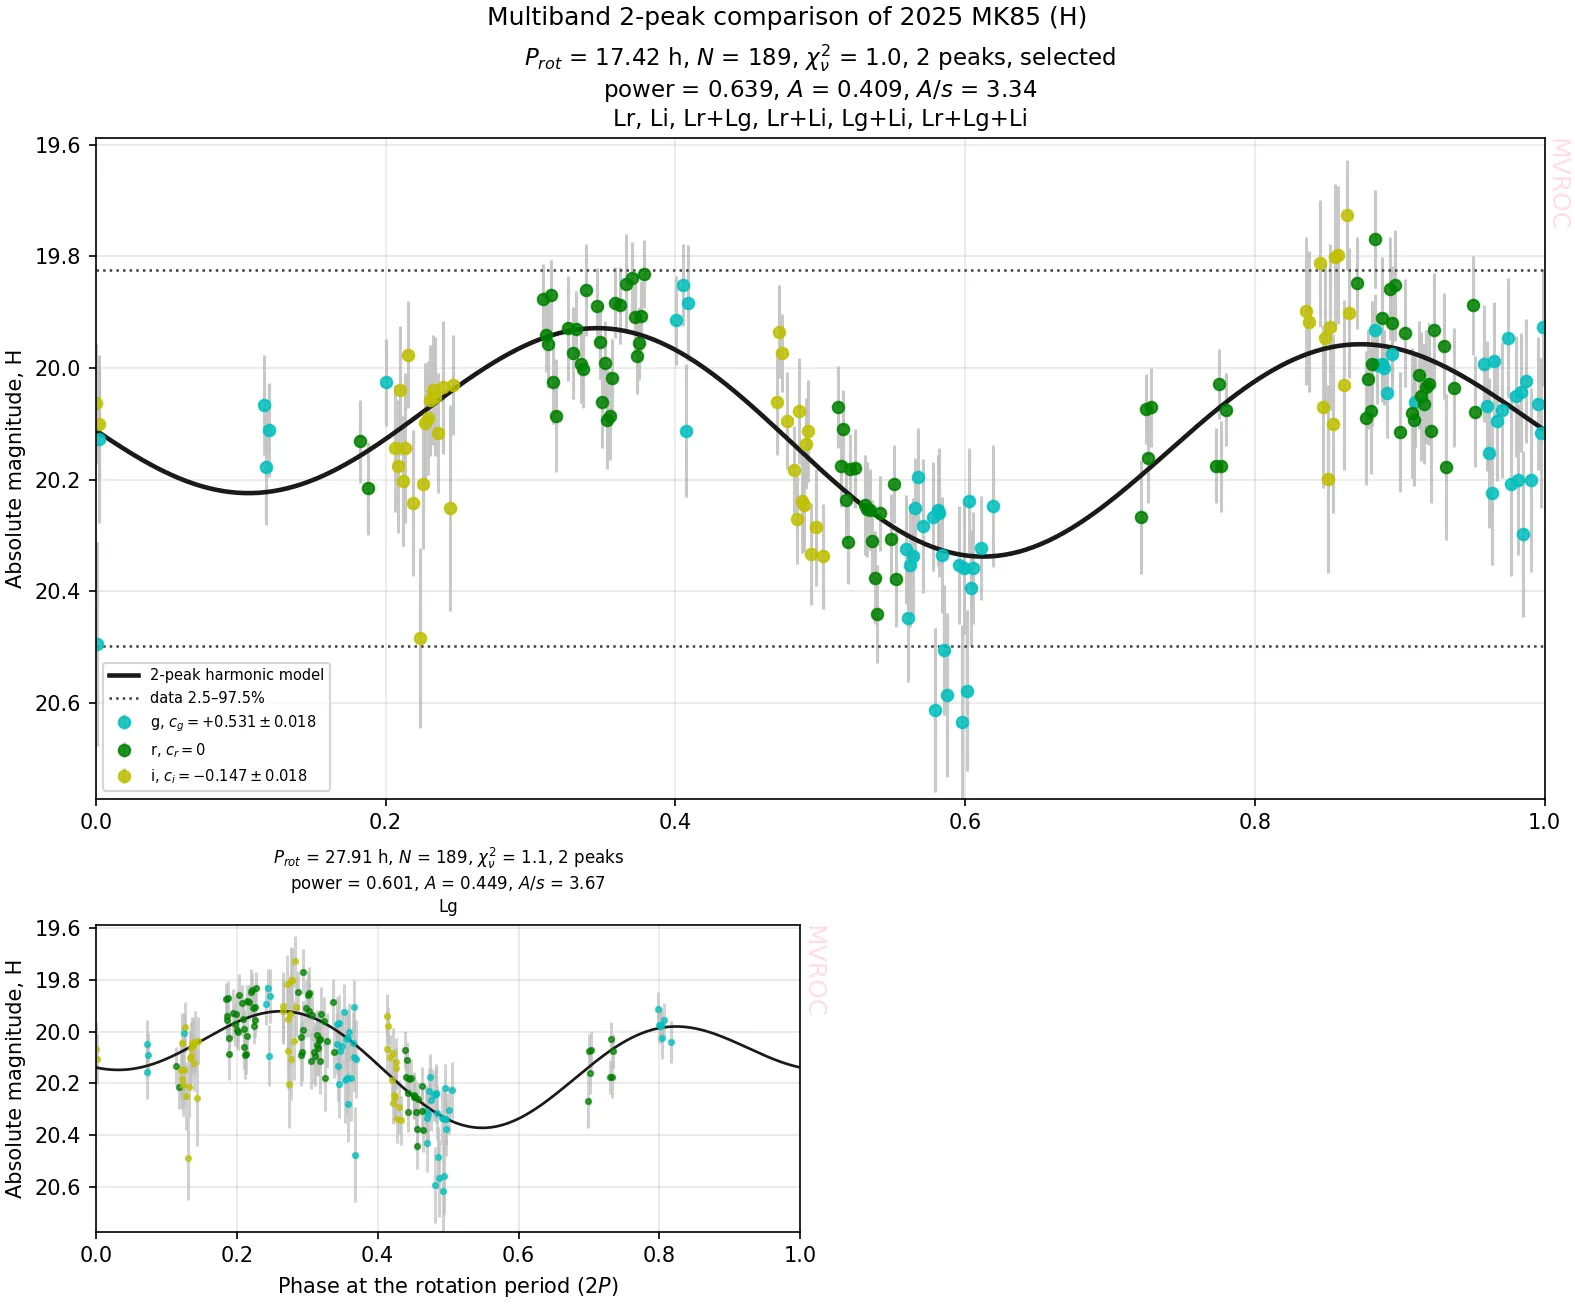 Multiband 2-peak comparison of 2025 MK85 (H)
P_rot = 17.42 h, N = 189, χ²_ν = 1.0, 2 peaks, selected
power = 0.639, A = 0.409, A/s = 3.34
Lr, Li, Lr+Lg, Lr+Li, Lg+Li, Lr+Lg+Li
MVROC
Absolute magnitude, H
19.6
19.8
20.0
20.2
20.4
20.6
2-peak harmonic model
data 2.5–97.5%
g, c_g = +0.531 ± 0.018
r, c_r = 0
i, c_i = −0.147 ± 0.018
0.0 0.2 0.4 0.6 0.8 1.0
P_rot = 27.91 h, N = 189, χ²_ν = 1.1, 2 peaks
power = 0.601, A = 0.449, A/s = 3.67
Lg
MVROC
Absolute magnitude, H
19.6
19.8
20.0
20.2
20.4
20.6
0.0 0.2 0.4 0.6 0.8 1.0
Phase at the rotation period (2P)